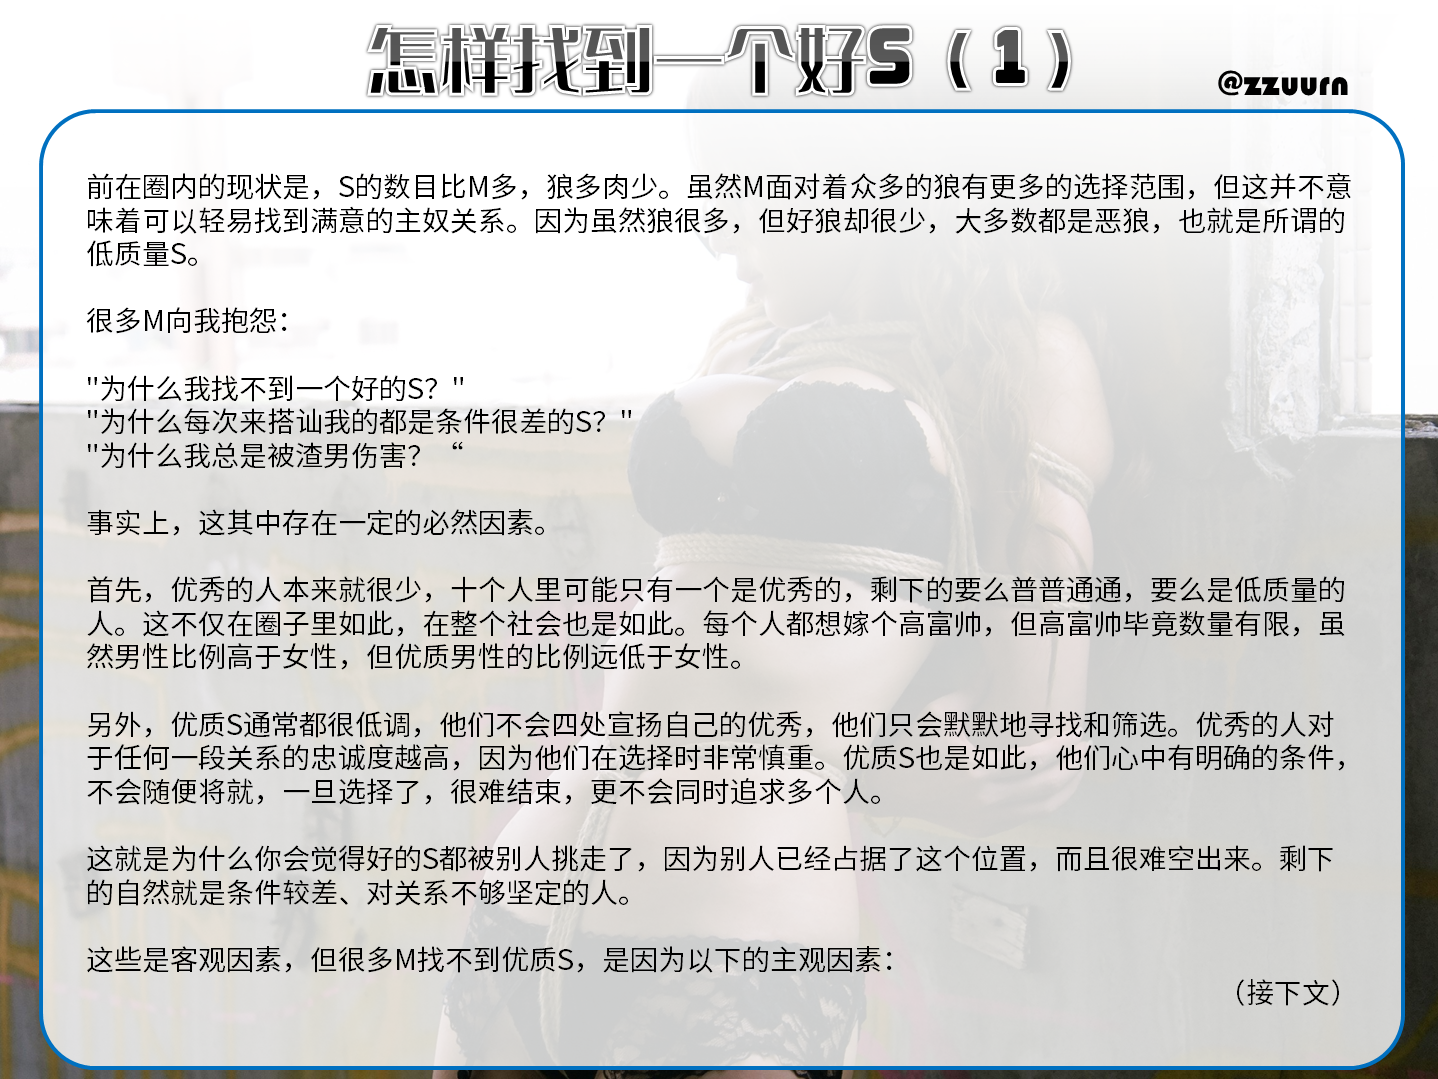 怎样找到一个好S（1）
@zzuurn
前在圈内的现状是，S的数目比M多，狼多肉少。虽然M面对着众多的狼有更多的选择范围，但这并不意
味着可以轻易找到满意的主奴关系。因为虽然狼很多，但好狼却很少，大多数都是恶狼，也就是所谓的
低质量S。
很多M向我抱怨：
"为什么我找不到一个好的S？"
"为什么每次来搭讪我的都是条件很差的S？"
"为什么我总是被渣男伤害？ “
事实上，这其中存在一定的必然因素。
首先，优秀的人本来就很少，十个人里可能只有一个是优秀的，剩下的要么普普通通，要么是低质量的
人。这不仅在圈子里如此，在整个社会也是如此。每个人都想嫁个高富帅，但高富帅毕竟数量有限，虽
然男性比例高于女性，但优质男性的比例远低于女性。
另外，优质S通常都很低调，他们不会四处宣扬自己的优秀，他们只会默默地寻找和筛选。优秀的人对
于任何一段关系的忠诚度越高，因为他们在选择时非常慎重。优质S也是如此，他们心中有明确的条件，
不会随便将就，一旦选择了，很难结束，更不会同时追求多个人。
这就是为什么你会觉得好的S都被别人挑走了，因为别人已经占据了这个位置，而且很难空出来。剩下
的自然就是条件较差、对关系不够坚定的人。
这些是客观因素，但很多M找不到优质S，是因为以下的主观因素：
（接下文）